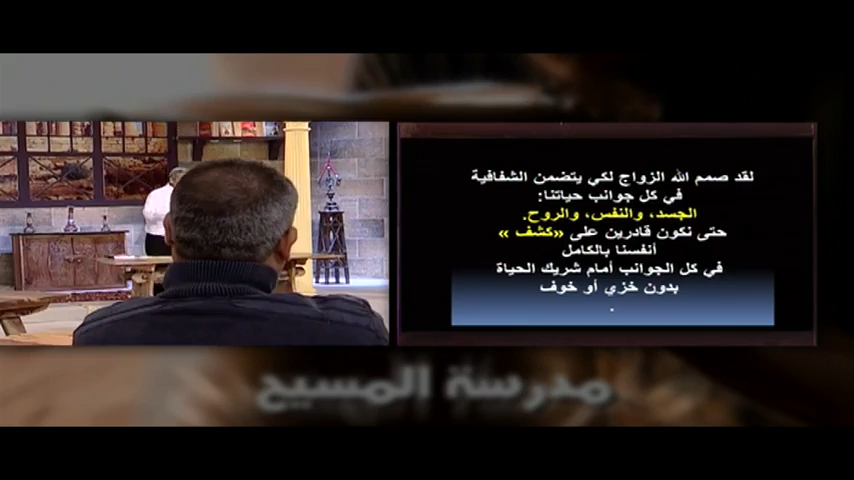 لقد صمم الله الزواج لكي يتضمن الشفافية
في كل جوانب حياتنا:
الجسد، والنفس، والروح.
حتى نكون قادرين على «كشف »
أنفسنا بالكامل
في كل الجوانب أمام شريك الحياة
بدون خزي أو خوف
.
مدرسة المسيح